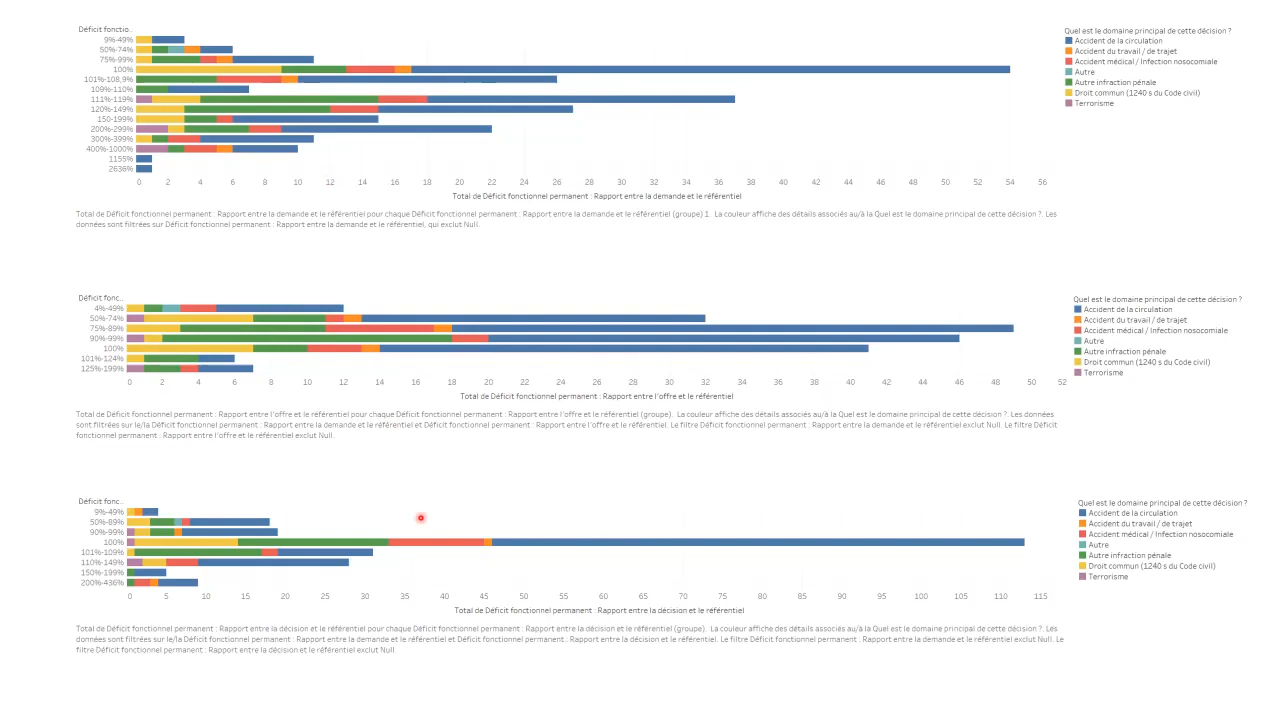 Déficit fonctio..
9%-49%
50%-74%
75%-99%
100%
101%-108,9%
109%-110%
111%-119%
120%-149%
150-199%
200%-299%
300%-399%
400%-1000%
1155%
2636%
0 2 4 6 8 10 12 14 16 18 20 22 24 26 28 30 32 34 36 38 40 42 44 46 48 50 52 54 56
Total de Déficit fonctionnel permanent : Rapport entre la demande et le référentiel
Quel est le domaine principal de cette décision ?
Accident de la circulation
Accident du travail / de trajet
Accident médical / Infection nosocomiale
Autre
Autre infraction pénale
Droit commun (1240 s du Code civil)
Terrorisme
Total de Déficit fonctionnel permanent : Rapport entre la demande et le référentiel pour chaque Déficit fonctionnel permanent : Rapport entre la demande et le référentiel (groupe) 1. La couleur affiche des détails associés au/à la Quel est le domaine principal de cette décision ?. Les
données sont filtrées sur Déficit fonctionnel permanent : Rapport entre la demande et le référentiel, qui exclut Null.
Déficit fonc..
4%-49%
50%-74%
75%-89%
90%-99%
100%
101%-124%
125%-199%
0 2 4 6 8 10 12 14 16 18 20 22 24 26 28 30 32 34 36 38 40 42 44 46 48 50 52
Total de Déficit fonctionnel permanent : Rapport entre l'offre et le référentiel
Quel est le domaine principal de cette décision ?
Accident de la circulation
Accident du travail / de trajet
Accident médical / Infection nosocomiale
Autre
Autre infraction pénale
Droit commun (1240 s du Code civil)
Terrorisme
Total de Déficit fonctionnel permanent : Rapport entre l'offre et le référentiel pour chaque Déficit fonctionnel permanent : Rapport entre l'offre et le référentiel (groupe). La couleur affiche des détails associés au/à la Quel est le domaine principal de cette décision ?. Les données
sont filtrées sur le/la Déficit fonctionnel permanent : Rapport entre la demande et le référentiel et Déficit fonctionnel permanent : Rapport entre l'offre et le référentiel. Le filtre Déficit fonctionnel permanent : Rapport entre la demande et le référentiel exclut Null. Le filtre Déficit
fonctionnel permanent : Rapport entre l'offre et le référentiel exclut Null.
Déficit fonc..
9%-49%
50%-89%
90%-99%
100%
101%-109%
110%-149%
150%-199%
200%-436%
0 5 10 15 20 25 30 35 40 45 50 55 60 65 70 75 80 85 90 95 100 105 110 115
Total de Déficit fonctionnel permanent : Rapport entre la décision et le référentiel
Quel est le domaine principal de cette décision ?
Accident de la circulation
Accident du travail / de trajet
Accident médical / Infection nosocomiale
Autre
Autre infraction pénale
Droit commun (1240 s du Code civil)
Terrorisme
Total de Déficit fonctionnel permanent : Rapport entre la décision et le référentiel pour chaque Déficit fonctionnel permanent : Rapport entre la décision et le référentiel (groupe). La couleur affiche des détails associés au/à la Quel est le domaine principal de cette décision ?. Les
données sont filtrées sur le/la Déficit fonctionnel permanent : Rapport entre la demande et le référentiel et Déficit fonctionnel permanent : Rapport entre la décision et le référentiel. Le filtre Déficit fonctionnel permanent : Rapport entre la demande et le référentiel exclut Null. Le
filtre Déficit fonctionnel permanent : Rapport entre la décision et le référentiel exclut Null.